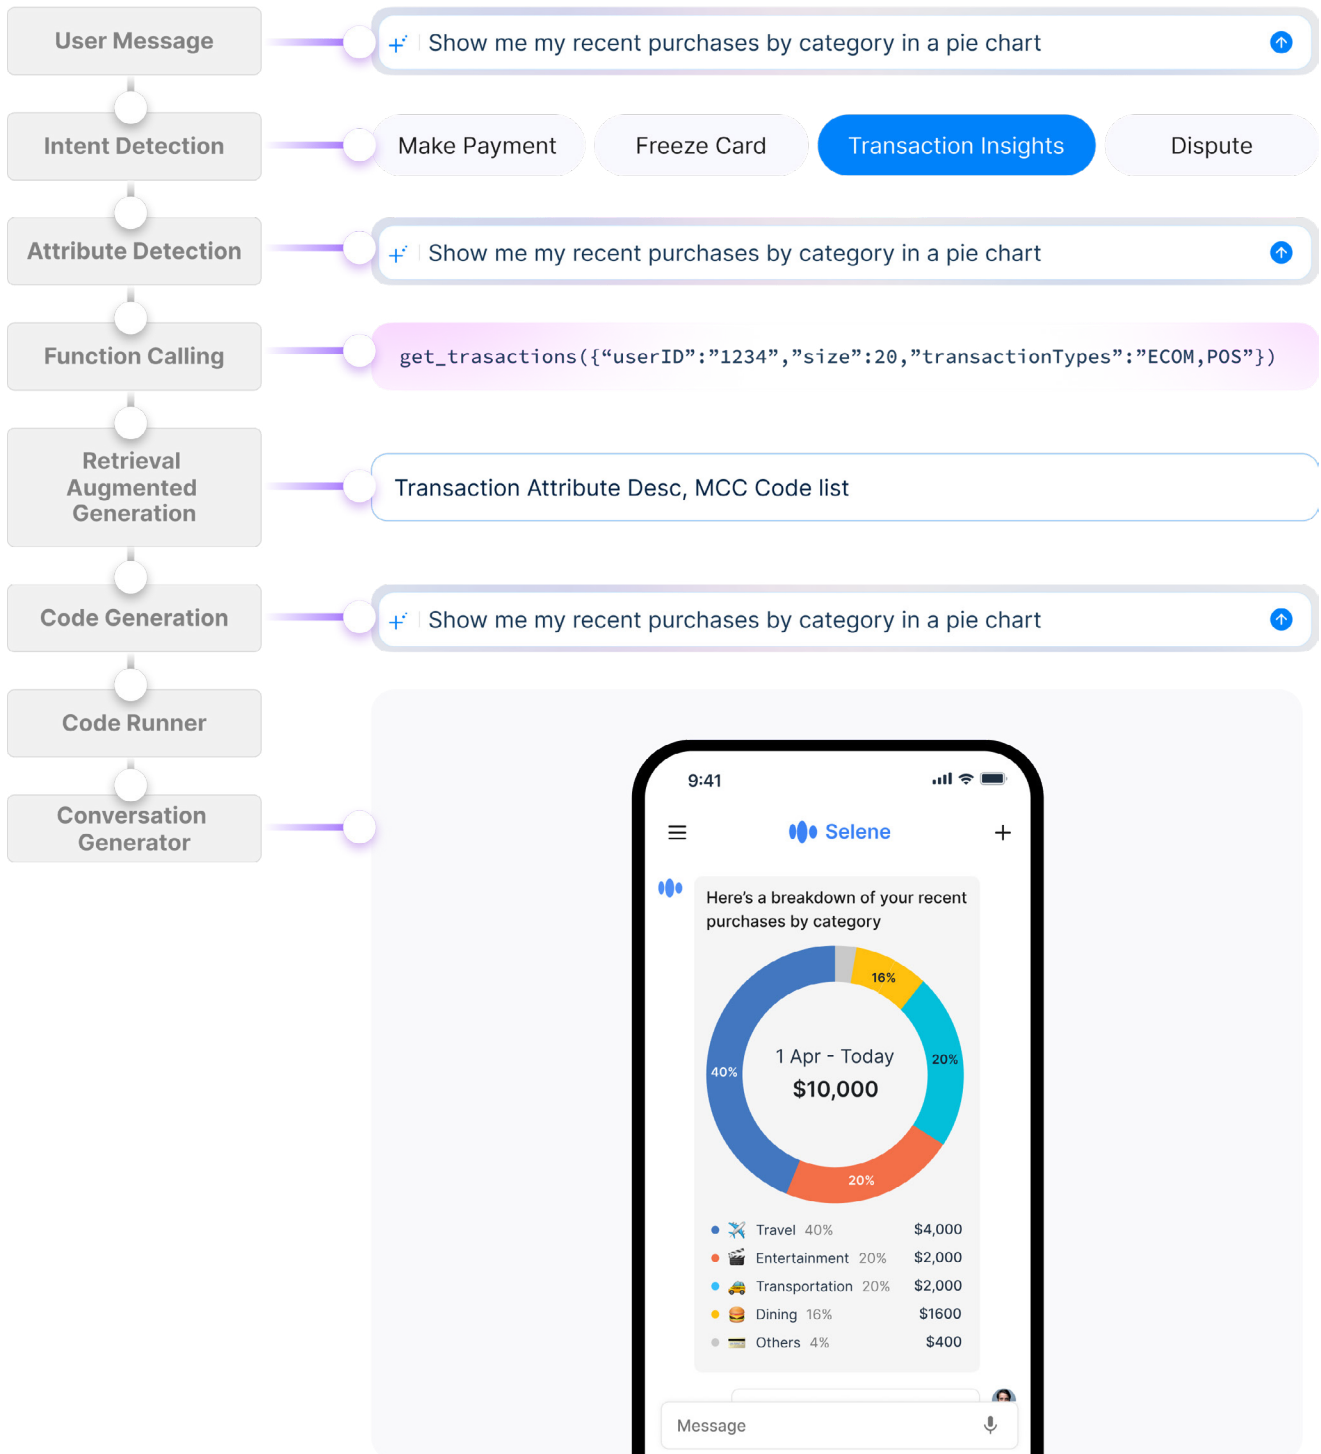 User Message
Show me my recent purchases by category in a pie chart
Intent Detection
Make Payment
Freeze Card
Transaction Insights
Dispute
Attribute Detection
Show me my recent purchases by category in a pie chart
Function Calling
get_trasactions({“userID”:”1234”,”size”:20,”transactionTypes”:”ECOM,POS”})
Retrieval
Augmented
Generation
Transaction Attribute Desc, MCC Code list
Code Generation
Show me my recent purchases by category in a pie chart
Code Runner
Conversation
Generator
9:41
Selene
Here’s a breakdown of your recent
purchases by category
16%
20%
40%
20%
1 Apr - Today
$10,000
Travel 40% $4,000
Entertainment 20% $2,000
Transportation 20% $2,000
Dining 16% $1600
Others 4% $400
Message